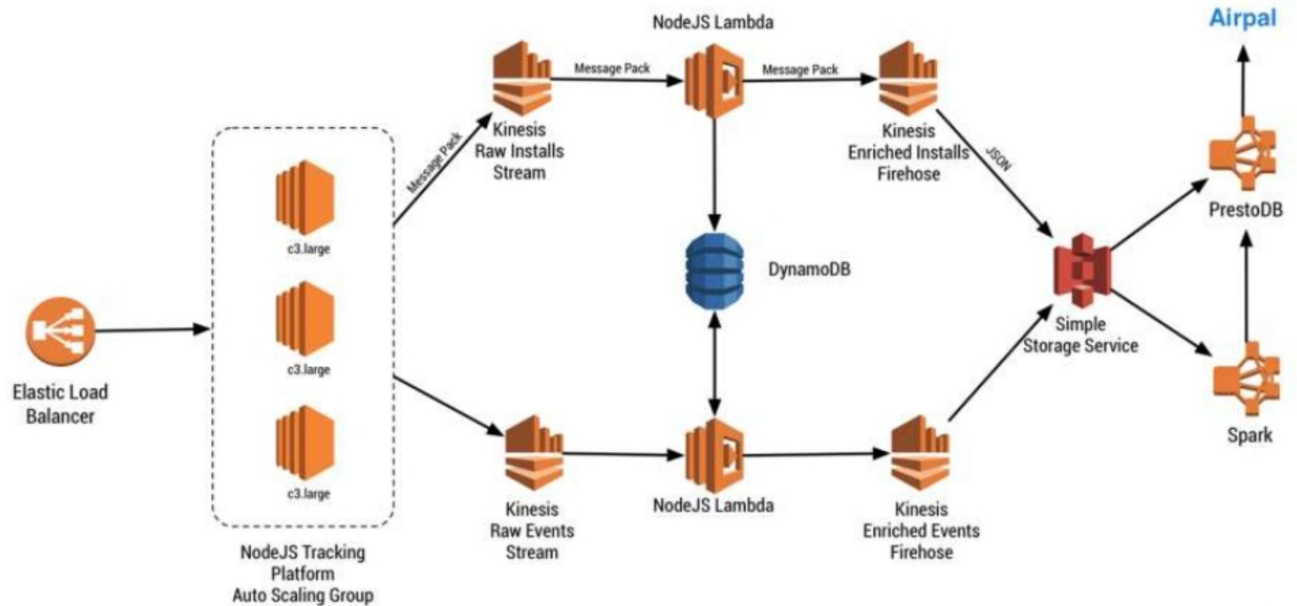 NodeJS Lambda
Airpal
Message Pack
Message Pack
Message Pack
Kinesis
Raw Installs
Stream
Kinesis
Enriched Installs
Firehose
JSON
PrestoDB
c3.large
DynamoDB
Simple
Storage Service
c3.large
Elastic Load
Balancer
Spark
c3.large
NodeJS Lambda
Kinesis
Raw Events
Stream
Kinesis
Enriched Events
Firehose
NodeJS Tracking
Platform
Auto Scaling Group